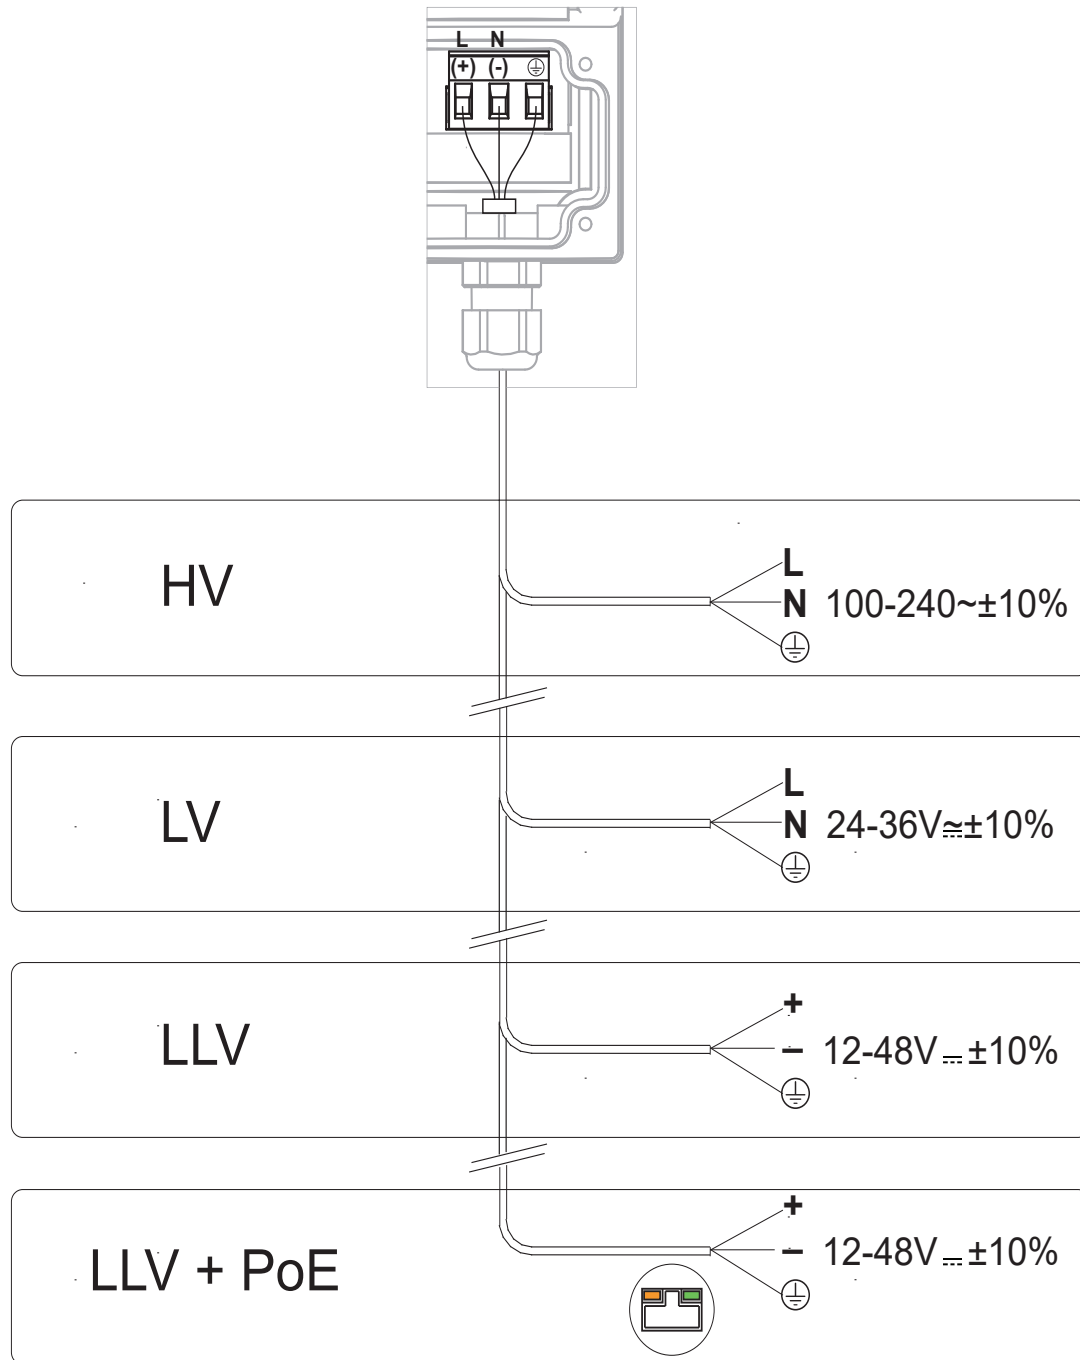 L N
(+) (-) ⏚
HV
L
N 100-240~±10%
LV
L
N 24-36V≂±10%
LLV
+
– 12-48V⎓±10%
LLV + PoE
+
– 12-48V⎓±10%